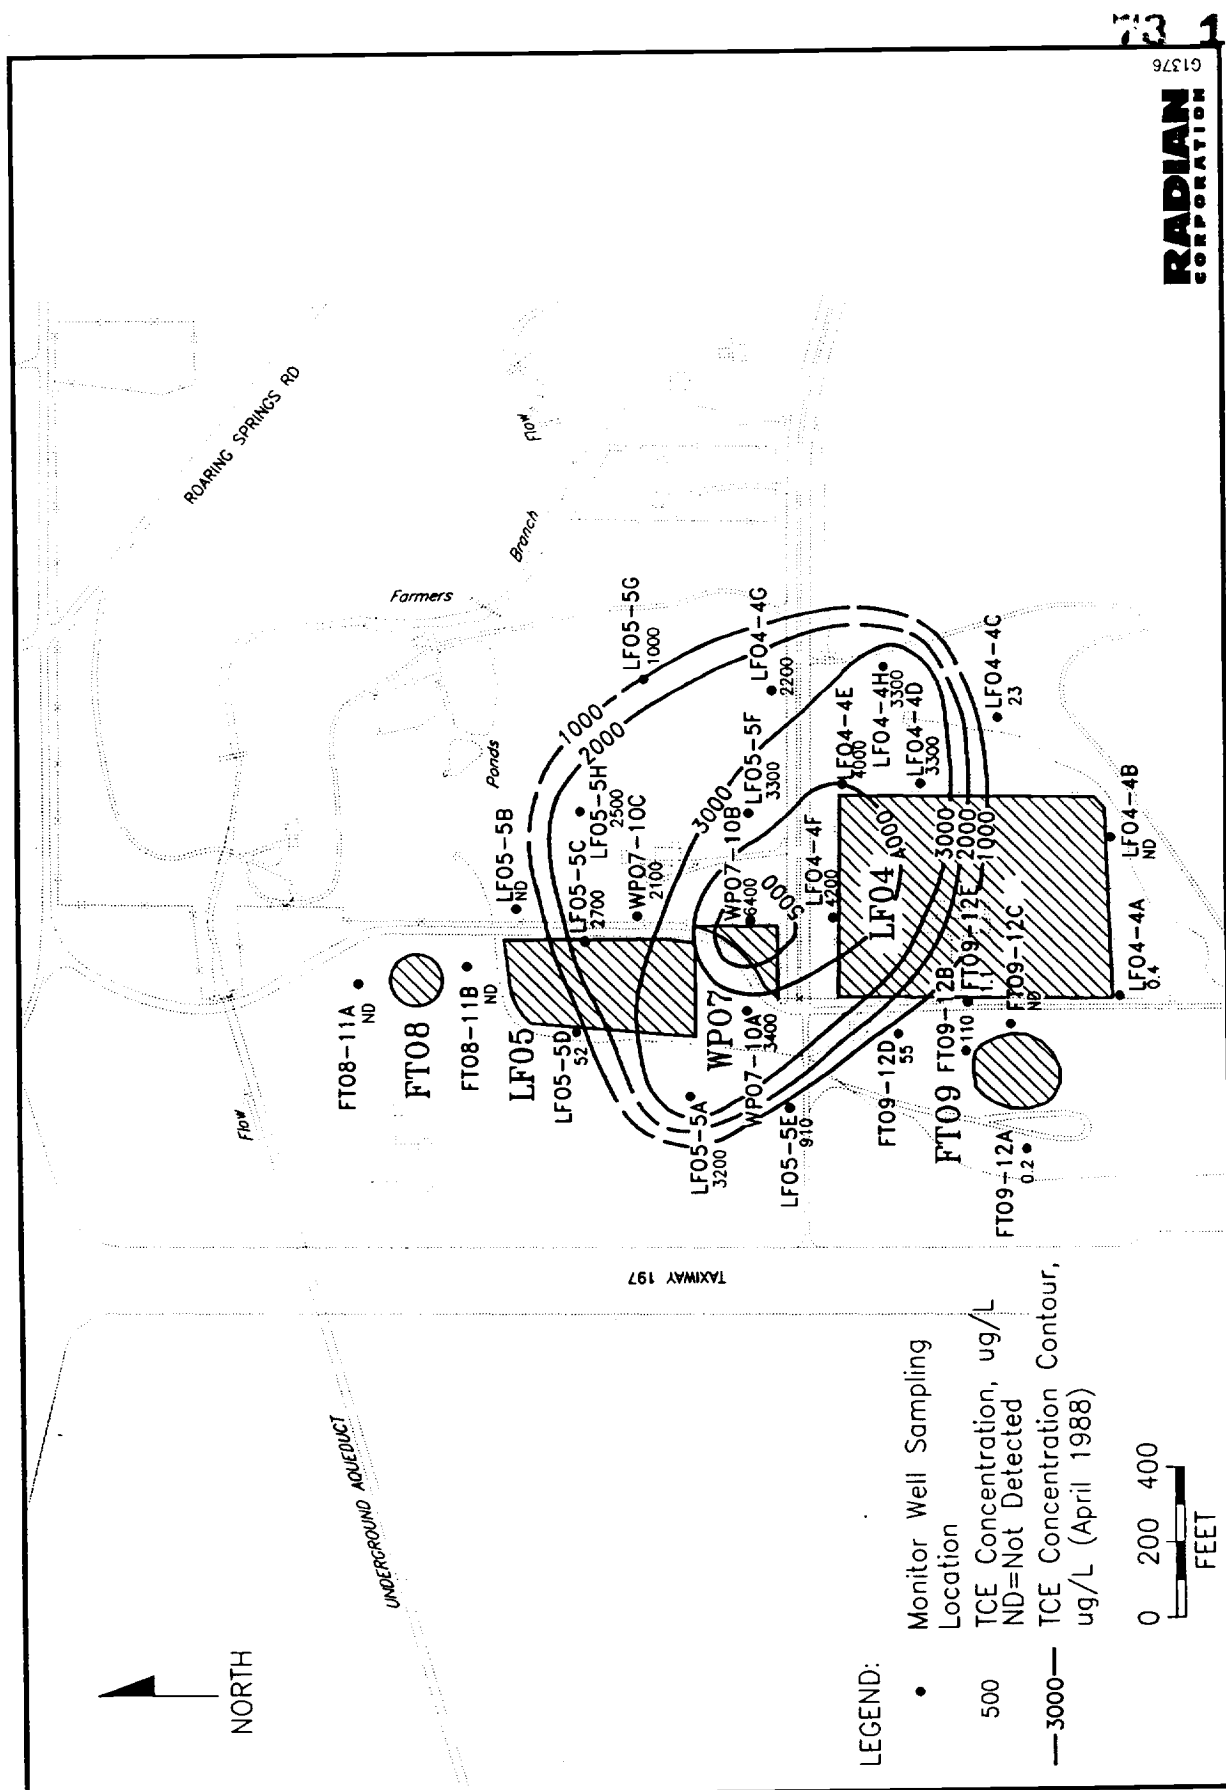 ROARING SPRINGS RD
Farmers
Branch
Flow
Ponds
Flow
UNDERGROUND AQUEDUCT
TAXIWAY 197
NORTH
FT08-11A
ND
FT08
FT08-11B
ND
LF05-5B
ND
LF05
LF05-5D
52
LF05-5C
2700
LF05-5H
2500
WP07-10C
2100
LF05-5G
1000
1000
2000
3000
LF05-5A
3200
WP07
WP07-10A
3400
WP07-10B
6400
5000
LF05-5F
3300
LF04-4G
2200
LF05-5E
910
LF04-4F
4200
LF04-4E
4000
LF04
4000
LF04-4H
3300
LF04-4D
3300
FT09-12D
55
FT09
FT09-12B
110
FT09-12E
1.1
3000
2000
1000
FT09-12C
ND
FT09-12A
0.2
LF04-4C
23
LF04-4A
0.4
LF04-4B
ND
LEGEND:
Monitor Well Sampling
Location
500
TCE Concentration, ug/L
ND=Not Detected
3000
TCE Concentration Contour,
ug/L (April 1988)
0 200 400
FEET
RADIAN
CORPORATION
G1376